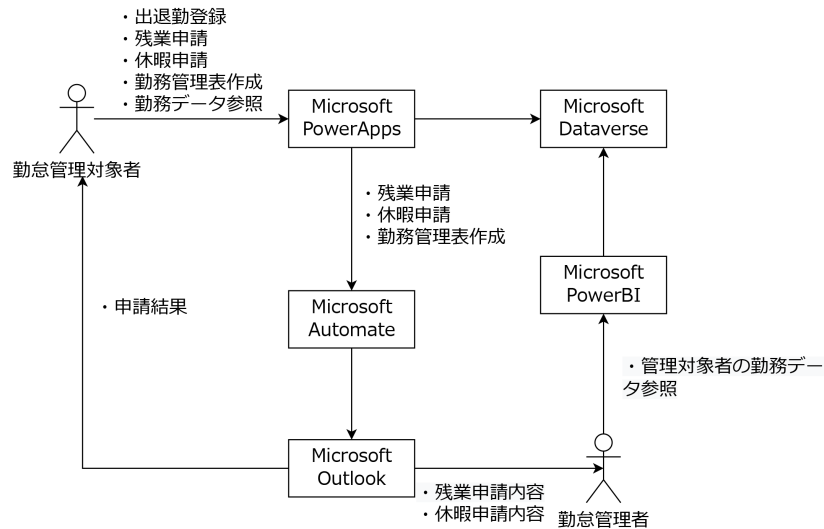 ・出退勤登録
・残業申請
・休暇申請
・勤務管理表作成
・勤務データ参照
Microsoft
PowerApps
Microsoft
Dataverse
勤怠管理対象者
・残業申請
・休暇申請
・勤務管理表作成
Microsoft
PowerBI
・申請結果
Microsoft
Automate
・管理対象者の勤務デー
タ参照
Microsoft
Outlook
・残業申請内容
・休暇申請内容
勤怠管理者